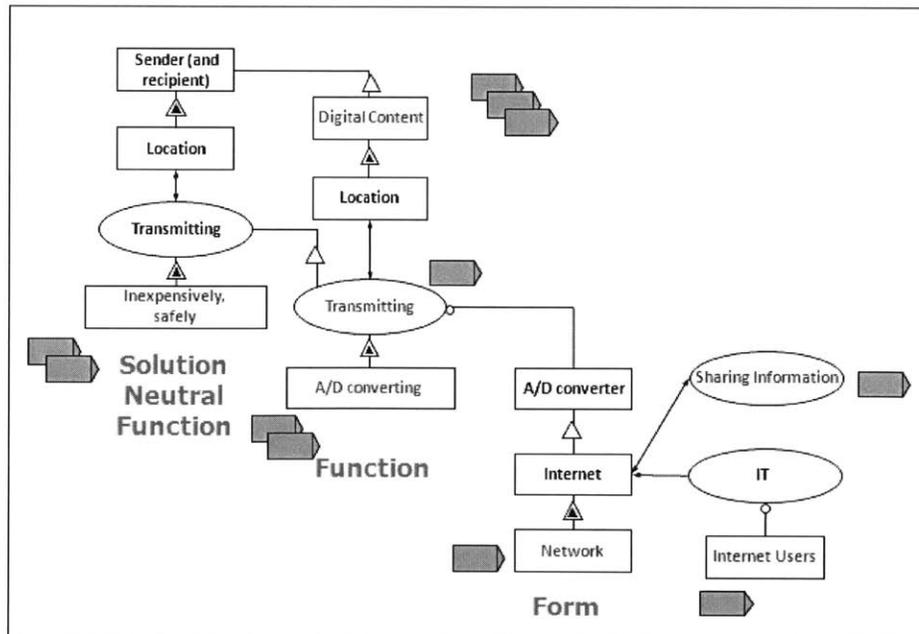 Sender (and
recipient)
Digital Content
Location
Location
Transmitting
Transmitting
Inexpensively,
safely
Solution
Neutral
Function
A/D converting
A/D converter
Sharing Information
Function
Internet
IT
Network
Internet Users
Form